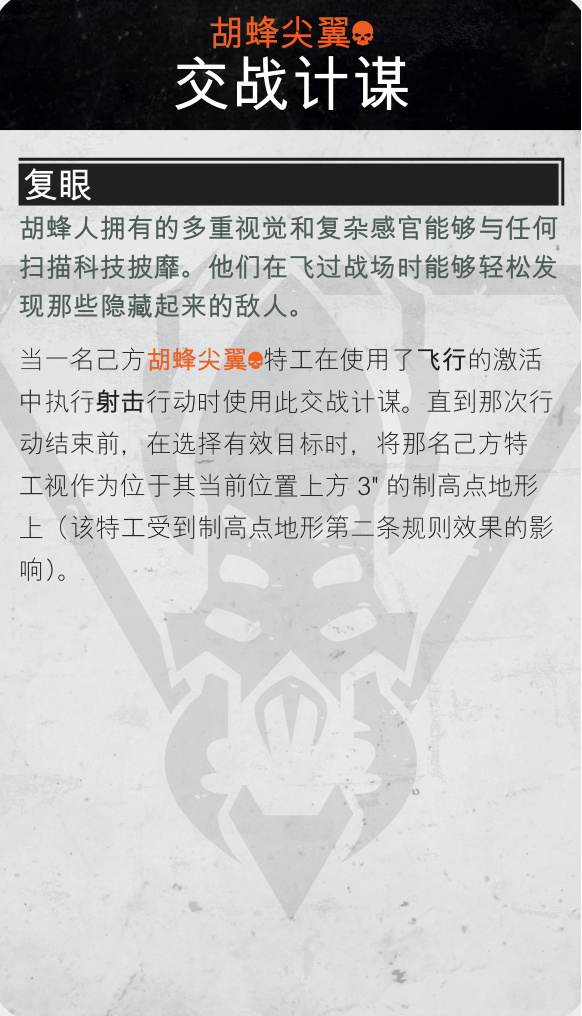 胡蜂尖翼
交战计谋
复眼
胡蜂人拥有的多重视觉和复杂感官能够与任何
扫描科技披靡。他们在飞过战场时能够轻松发
现那些隐藏起来的敌人。
当一名己方胡蜂尖翼特工在使用了飞行的激活
中执行射击行动时使用此交战计谋。直到那次行
动结束前，在选择有效目标时，将那名己方特
工视作为位于其当前位置上方 3" 的制高点地形
上（该特工受到制高点地形第二条规则效果的影
响）。